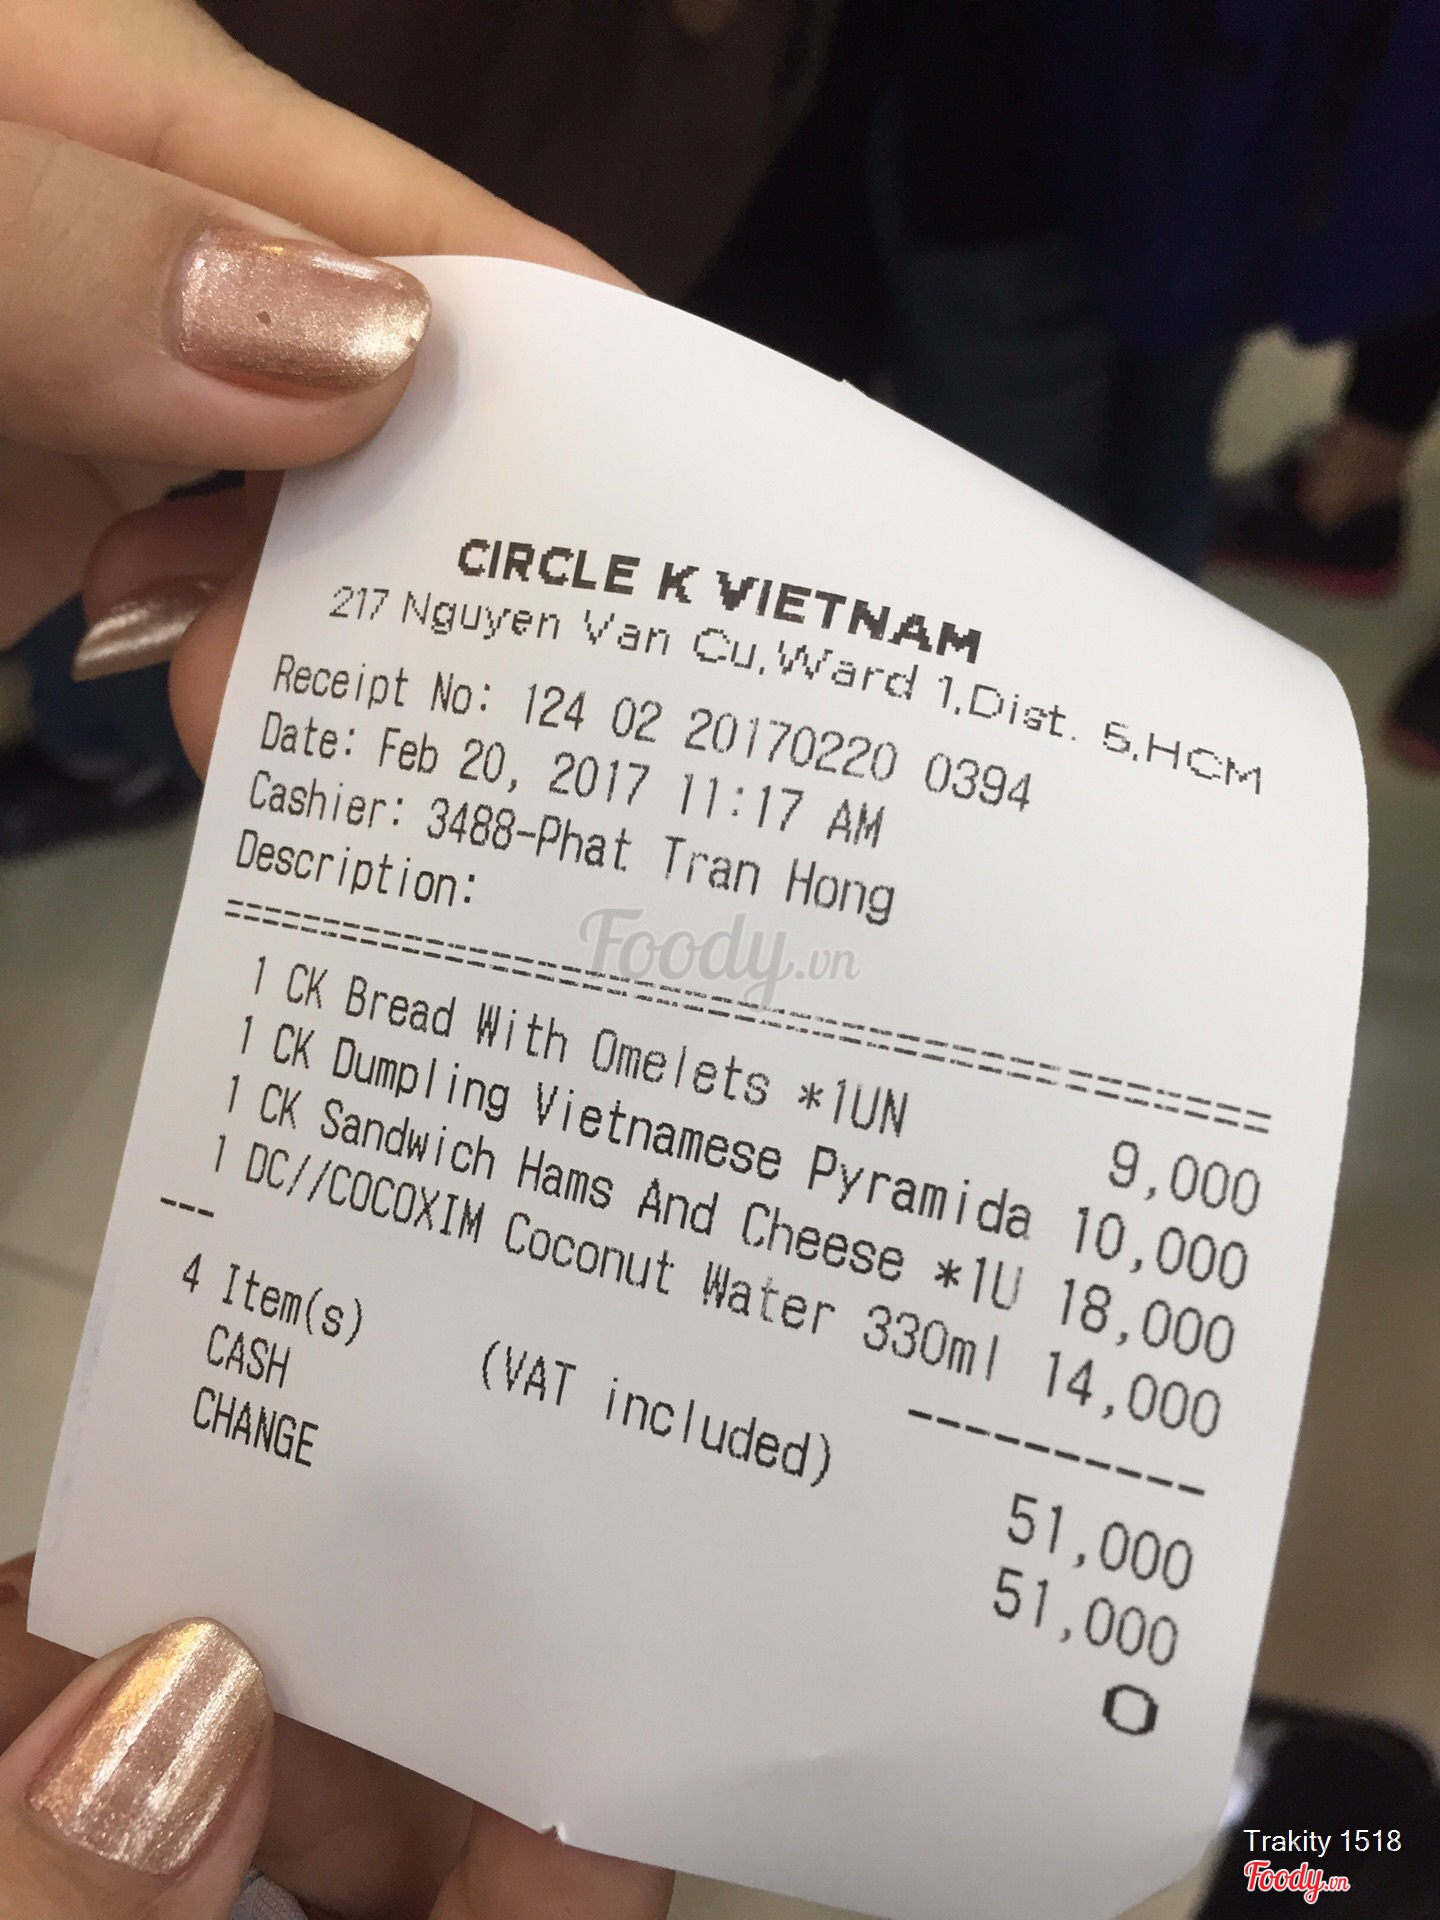 CIRCLE K VIETNAM
217 Nguyen Van Cu,Ward 1,Dist. 5,HCM
Receipt No: 124 02 20170220 0394
Date: Feb 20, 2017 11:17 AM
Cashier: 3488-Phat Tran Hong
Description:
==========================================
1 CK Bread With Omelets *1UN 9,000
1 CK Dumpling Vietnamese Pyramida 10,000
1 CK Sandwich Hams And Cheese *1U 18,000
1 DC//COCOXIM Coconut Water 330ml 14,000
--- ----------
4 Item(s) (VAT included) 51,000
CASH 51,000
CHANGE 0
Foody.vn
Trakity 1518
Foody.vn